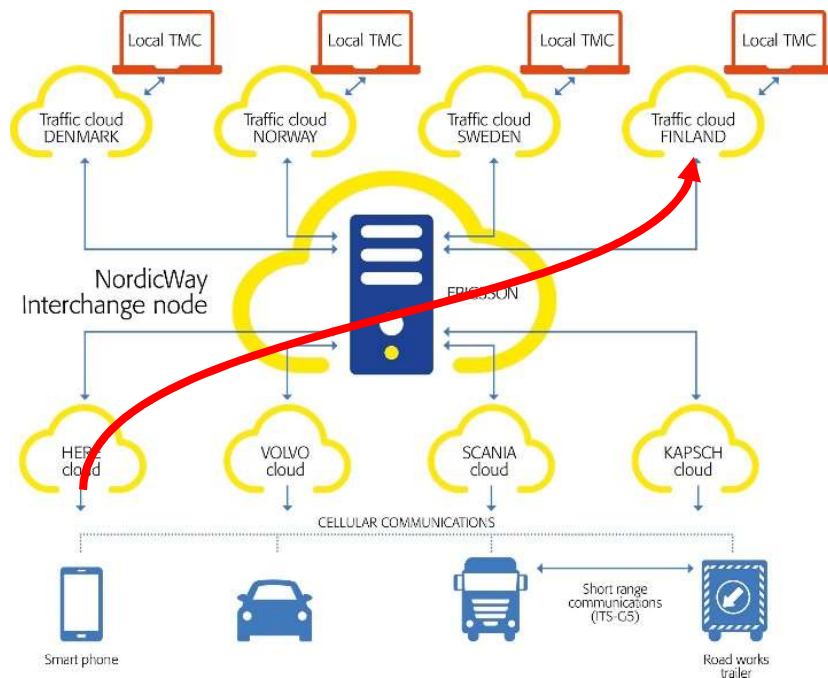 Local TMC
Local TMC
Local TMC
Local TMC
Traffic cloud
DENMARK
Traffic cloud
NORWAY
Traffic cloud
SWEDEN
Traffic cloud
FINLAND
NordicWay
Interchange node
ERICSSON
HERE
cloud
VOLVO
cloud
SCANIA
cloud
KAPSCH
cloud
CELLULAR COMMUNICATIONS
Short range
communications
(ITS-G5)
Smart phone
Road works
trailer